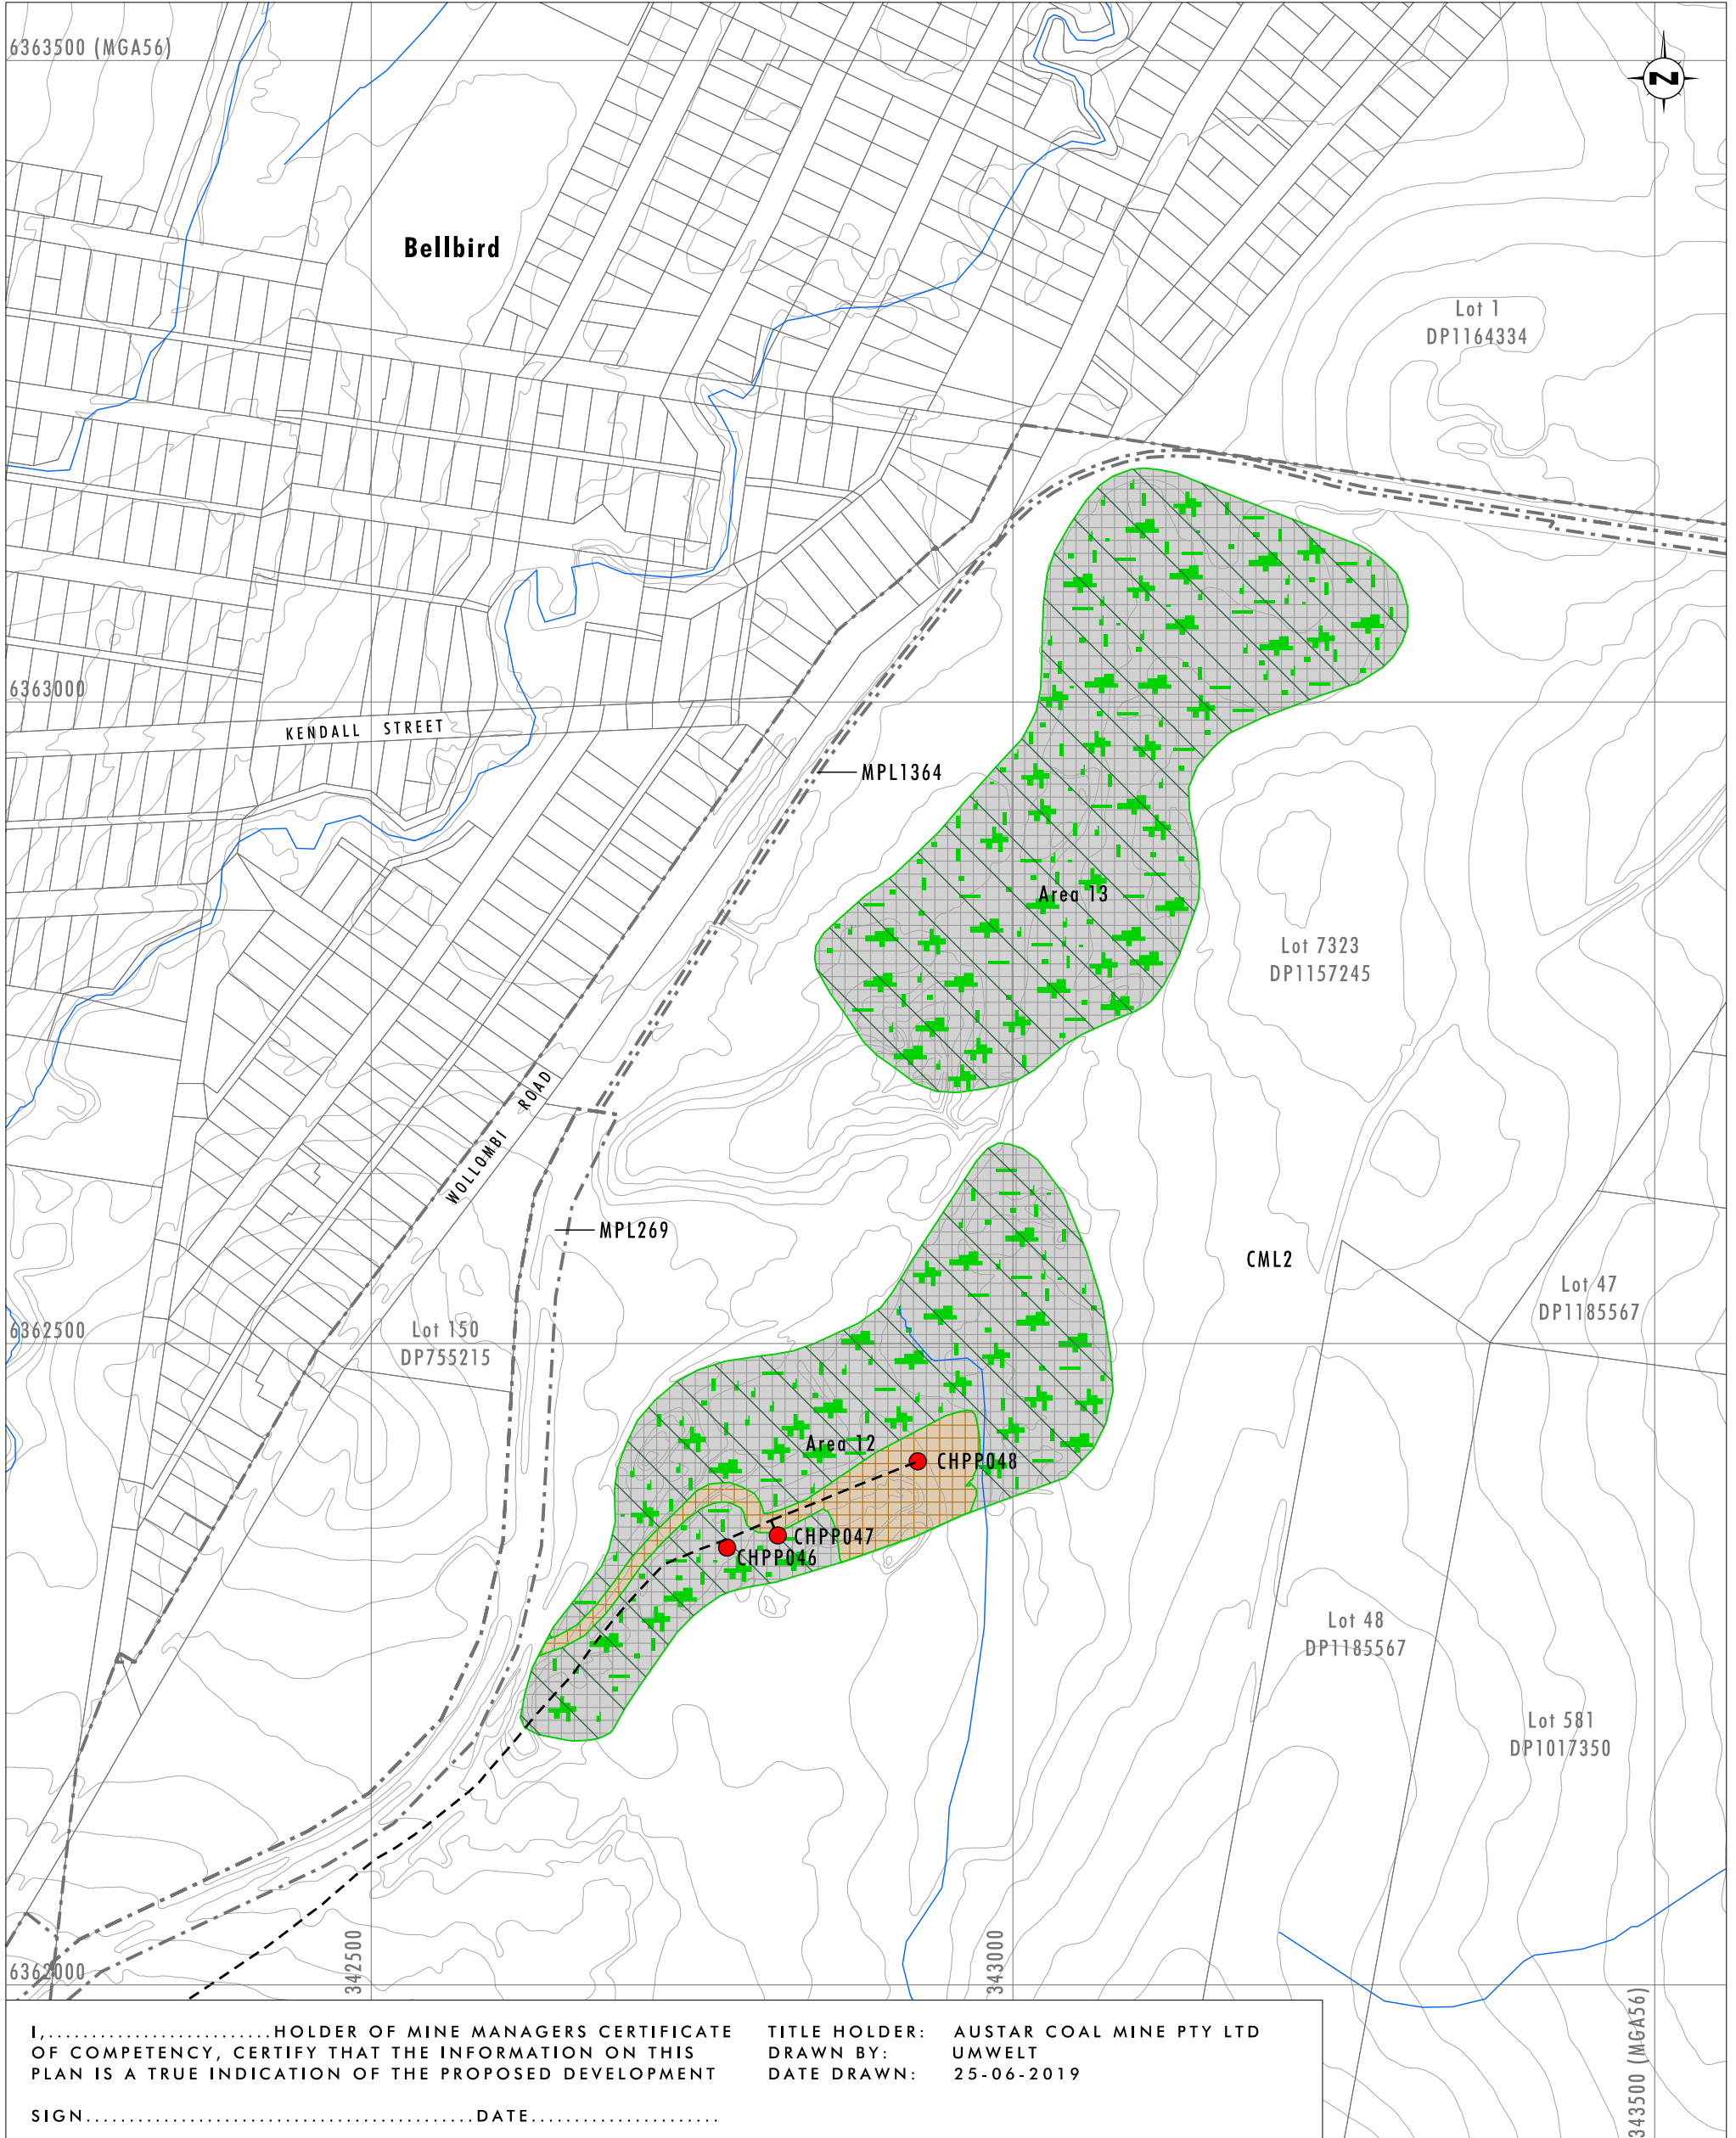 6363500 (MGA56)
N
Bellbird
Lot 1
DP1164334
6363000
KENDALL STREET
MPL1364
Area 13
Lot 7323
DP1157245
WOLLOMBI ROAD
MPL269
CML2
Lot 47
DP1185567
6362500
Lot 150
DP755215
Area 12
CHPP048
CHPP047
CHPP046
Lot 48
DP1185567
Lot 581
DP1017350
6362000
342500
343000
343500 (MGA56)
I,..........................HOLDER OF MINE MANAGERS CERTIFICATE
OF COMPETENCY, CERTIFY THAT THE INFORMATION ON THIS
PLAN IS A TRUE INDICATION OF THE PROPOSED DEVELOPMENT
SIGN.............................................DATE......................
TITLE HOLDER: AUSTAR COAL MINE PTY LTD
DRAWN BY: UMWELT
DATE DRAWN: 25-06-2019